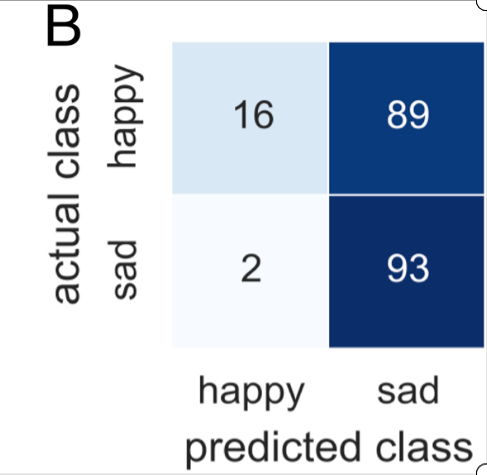 B
actual class
happy
sad
16 89
2 93
happy sad
predicted class